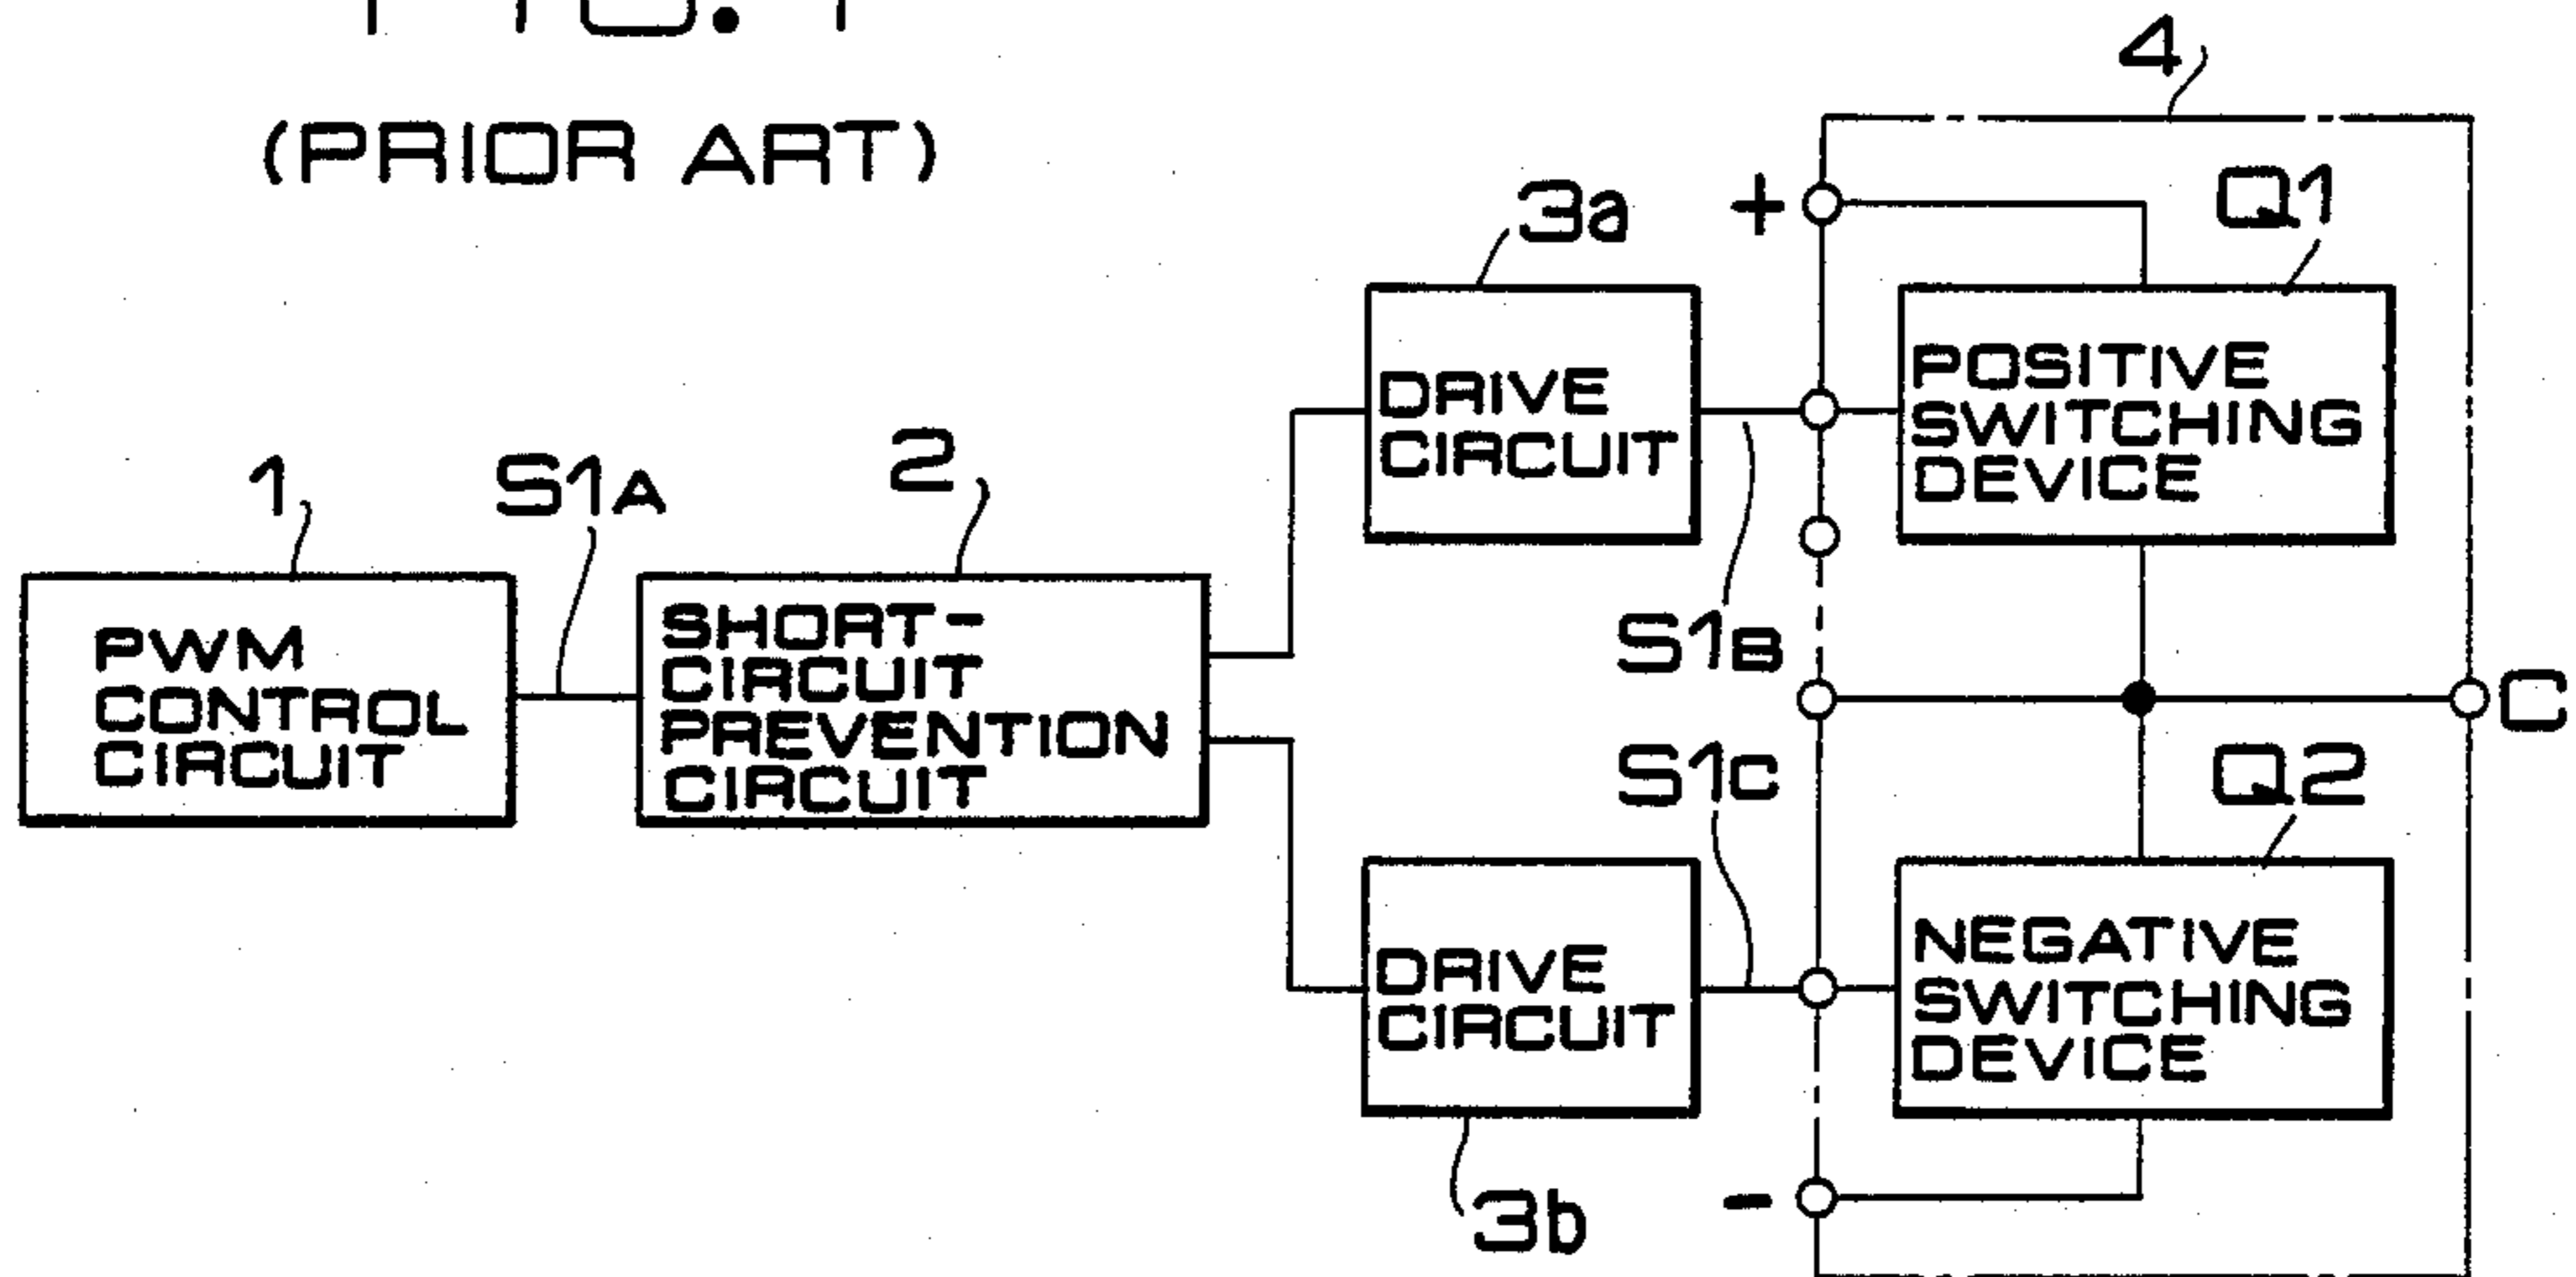 (PRIOR ART)
4
3a
+
Q1
DRIVE
CIRCUIT
POSITIVE
SWITCHING
DEVICE
1
S1A
2
S1B
PWM
CONTROL
CIRCUIT
SHORT-
CIRCUIT
PREVENTION
CIRCUIT
C
S1C
Q2
DRIVE
CIRCUIT
NEGATIVE
SWITCHING
DEVICE
3b
-